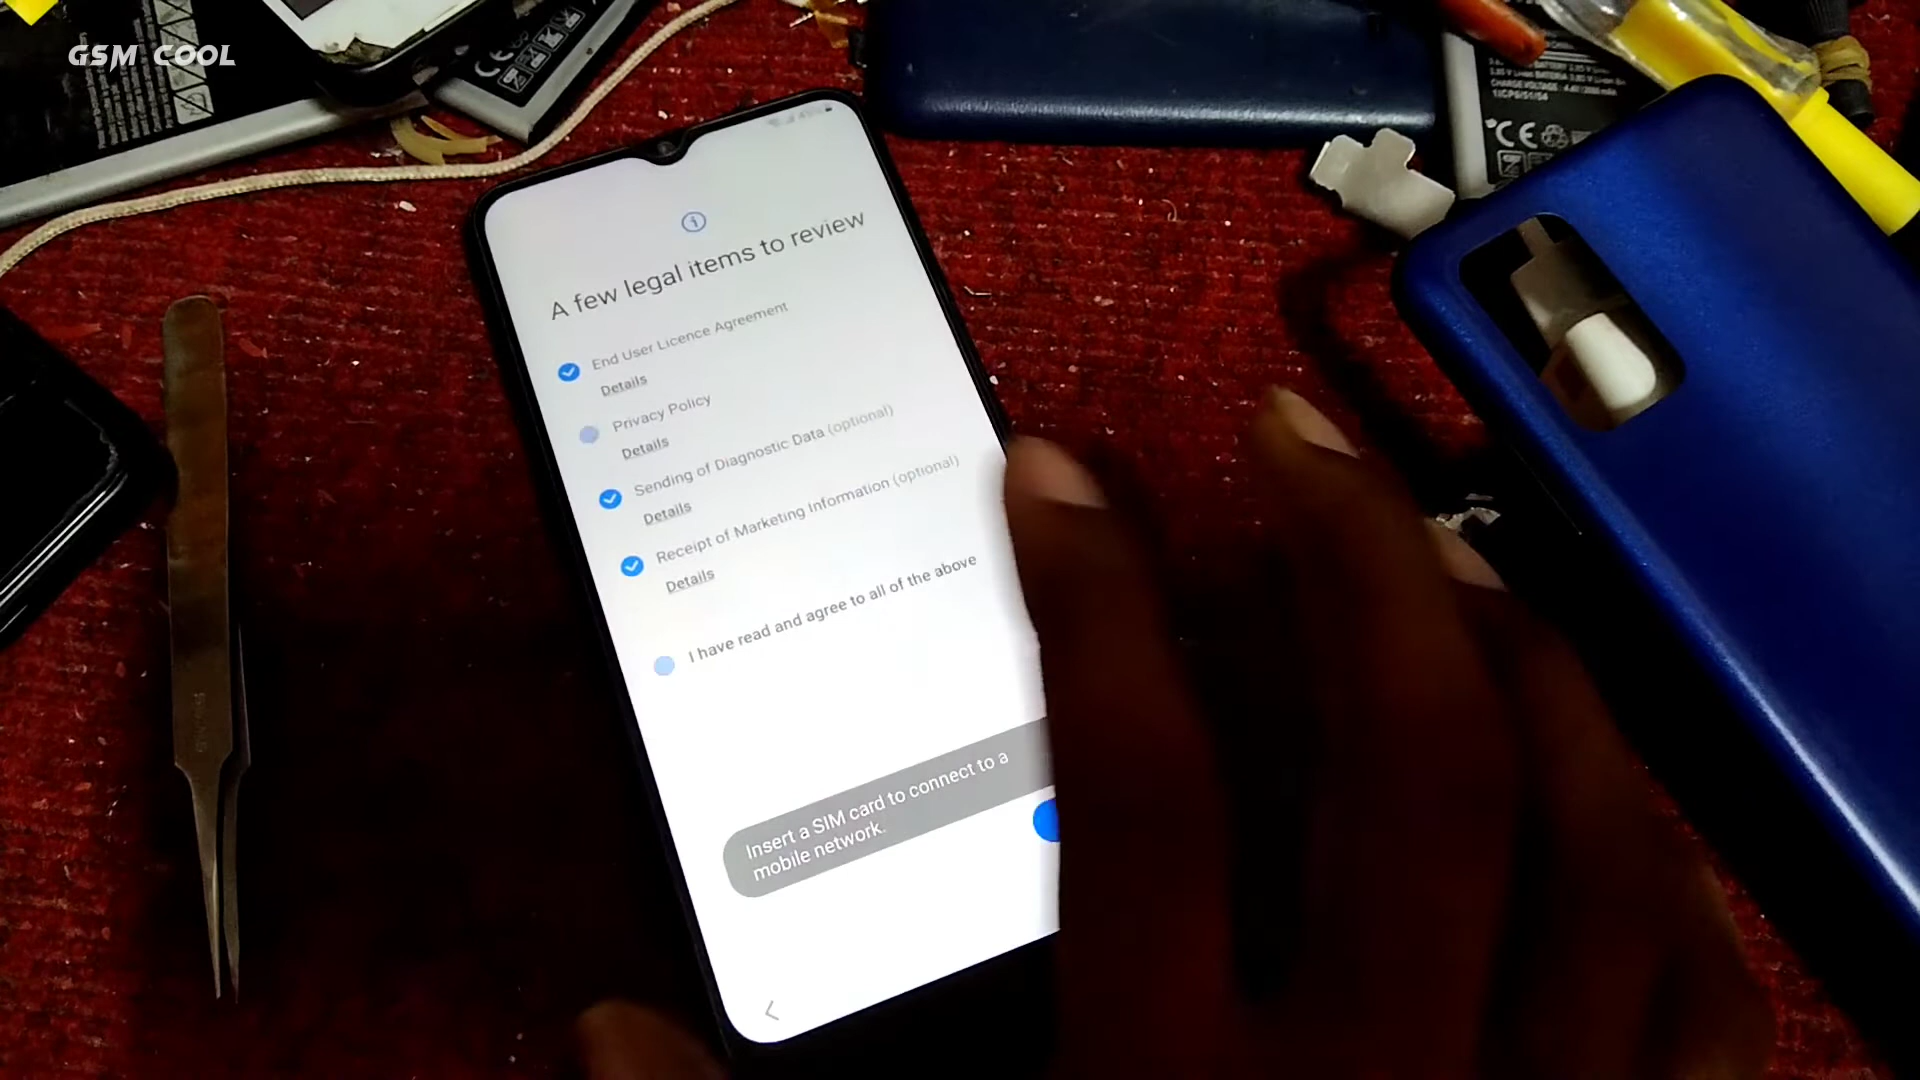 GSM COOL
A few legal items to review
End User Licence Agreement
Details
Privacy Policy
Details
Sending of Diagnostic Data (optional)
Details
Receipt of Marketing Information (optional)
Details
I have read and agree to all of the above
Insert a SIM card to connect to a
mobile network.